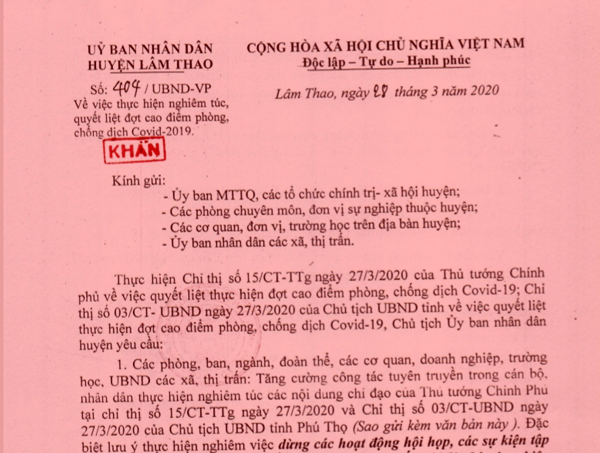 UỶ BAN NHÂN DÂN
HUYỆN LÂM THAO
CỘNG HÒA XÃ HỘI CHỦ NGHĨA VIỆT NAM
Độc lập – Tự do – Hạnh phúc
Số: 404 / UBND-VP
Về việc thực hiện nghiêm túc,
quyết liệt đợt cao điểm phòng,
chống dịch Covid-2019.
Lâm Thao, ngày 28 tháng 3 năm 2020
KHẨN
Kính gửi:
- Ủy ban MTTQ, các tổ chức chính trị- xã hội huyện;
- Các phòng chuyên môn, đơn vị sự nghiệp thuộc huyện;
- Các cơ quan, đơn vị, trường học trên địa bàn huyện;
- Ủy ban nhân dân các xã, thị trấn.
Thực hiện Chỉ thị số 15/CT-TTg ngày 27/3/2020 của Thủ tướng Chính
phủ về việc quyết liệt thực hiện đợt cao điểm phòng, chống dịch Covid-19; Chỉ
thị số 03/CT- UBND ngày 27/3/2020 của Chủ tịch UBND tỉnh về việc quyết liệt
thực hiện đợt cao điểm phòng, chống dịch Covid-19, Chủ tịch Ủy ban nhân dân
huyện yêu cầu:
1. Các phòng, ban, ngành, đoàn thể, các cơ quan, doanh nghiệp, trường
học, UBND các xã, thị trấn: Tăng cường công tác tuyên truyền trong cán bộ,
nhân dân thực hiện nghiêm túc các nội dung chỉ đạo của Thủ tướng Chính Phủ
tại chỉ thị số 15/CT-TTg ngày 27/3/2020 và Chỉ thị số 03/CT-UBND ngày
27/3/2020 của Chủ tịch UBND tỉnh Phú Thọ (Sao gửi kèm văn bản này ). Đặc
biệt lưu ý thực hiện nghiêm việc dừng các hoạt động hội họp, các sự kiện tập